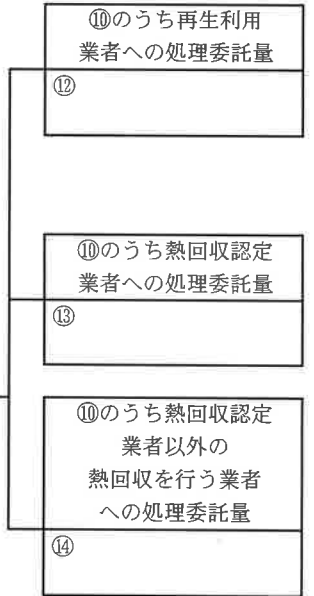 ⑩のうち再生利用
業者への処理委託量
⑫
⑩のうち熱回収認定
業者への処理委託量
⑬
⑩のうち熱回収認定
業者以外の
熱回収を行う業者
への処理委託量
⑭